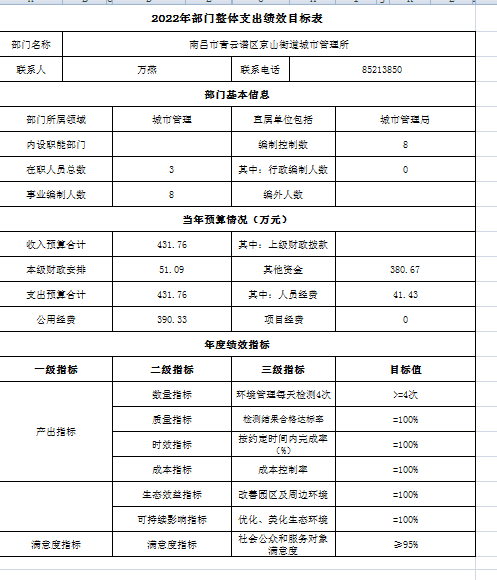 2022年部门整体支出绩效目标表
部门名称 南昌市青云谱区京山街道城市管理所
联系人 万燕 联系电话 85213850
部门基本信息
部门所属领域 城市管理 直属单位包括 城市管理局
内设职能部门 编制控制数 8
在职人员总数 3 其中：行政编制人数 0
事业编制人数 8 编外人数
当年预算情况（万元）
收入预算合计 431.76 其中：上级财政拨款
本级财政安排 51.09 其他资金 380.67
支出预算合计 431.76 其中：人员经费 41.43
公用经费 390.33 项目经费 0
年度绩效指标
一级指标 二级指标 三级指标 目标值
产出指标 数量指标 环境管理每天检测4次 >=4次
质量指标 检测结果合格达标率 =100%
时效指标 按约定时间内完成率（%） =100%
成本指标 成本控制率 =100%
生态效益指标 改善园区及周边环境 =100%
可持续影响指标 优化、美化生态环境 =100%
满意度指标 满意度指标 社会公众和服务对象满意度 ≥95%